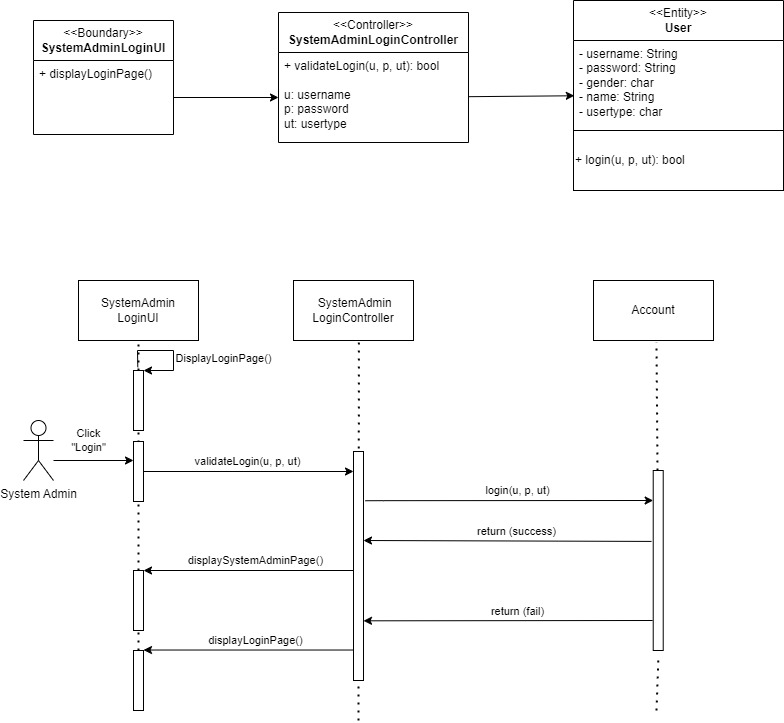 <<Boundary>>
SystemAdminLoginUI
+ displayLoginPage()
<<Controller>>
SystemAdminLoginController
+ validateLogin(u, p, ut): bool
u: username
p: password
ut: usertype
<<Entity>>
User
- username: String
- password: String
- gender: char
- name: String
- usertype: char
+ login(u, p, ut): bool
SystemAdmin
LoginUI
SystemAdmin
LoginController
Account
DisplayLoginPage()
Click
"Login"
System Admin
validateLogin(u, p, ut)
login(u, p, ut)
return (success)
displaySystemAdminPage()
return (fail)
displayLoginPage()